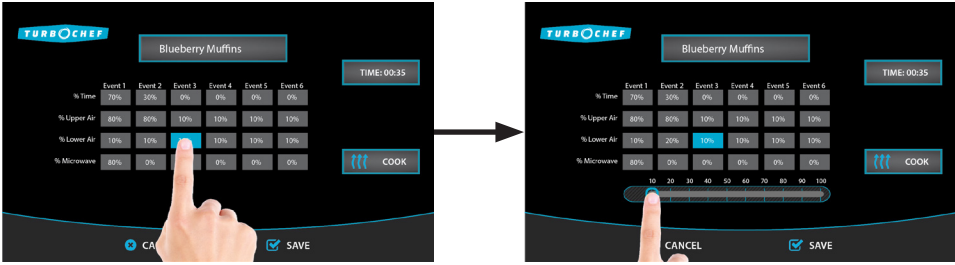 TURBOCHEF
Blueberry Muffins
TIME: 00:35
Event 1 Event 2 Event 3 Event 4 Event 5 Event 6
% Time 70% 30% 0% 0% 0% 0%
% Upper Air 80% 80% 10% 10% 10% 10%
% Lower Air 10% 10% 10% 10% 10%
% Microwave 80% 0% 0% 0% 0%
COOK
SAVE
TURBOCHEF
Blueberry Muffins
TIME: 00:35
Event 1 Event 2 Event 3 Event 4 Event 5 Event 6
% Time 70% 30% 0% 0% 0% 0%
% Upper Air 80% 80% 10% 10% 10% 10%
% Lower Air 10% 20% 10% 10% 10% 10%
% Microwave 80% 0% 0% 0% 0% 0%
COOK
10 20 30 40 50 60 70 80 90 100
CANCEL
SAVE